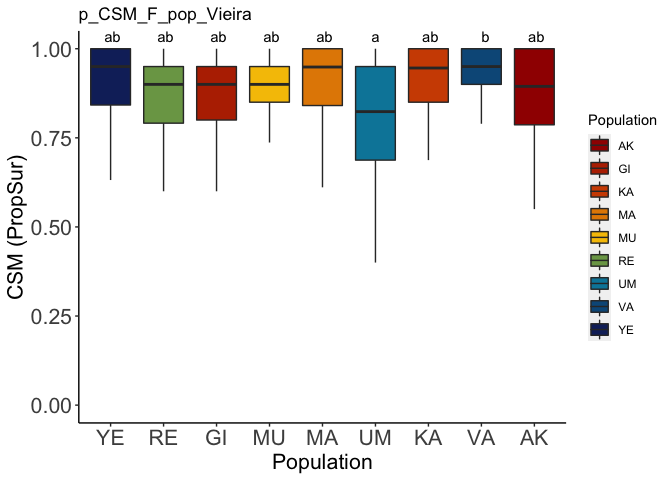 p_CSM_F_pop_Vieira
ab ab ab ab ab a ab b ab
1.00
0.75
0.50
0.25
0.00
CSM (PropSur)
YE RE GI MU MA UM KA VA AK
Population
Population
AK
GI
KA
MA
MU
RE
UM
VA
YE